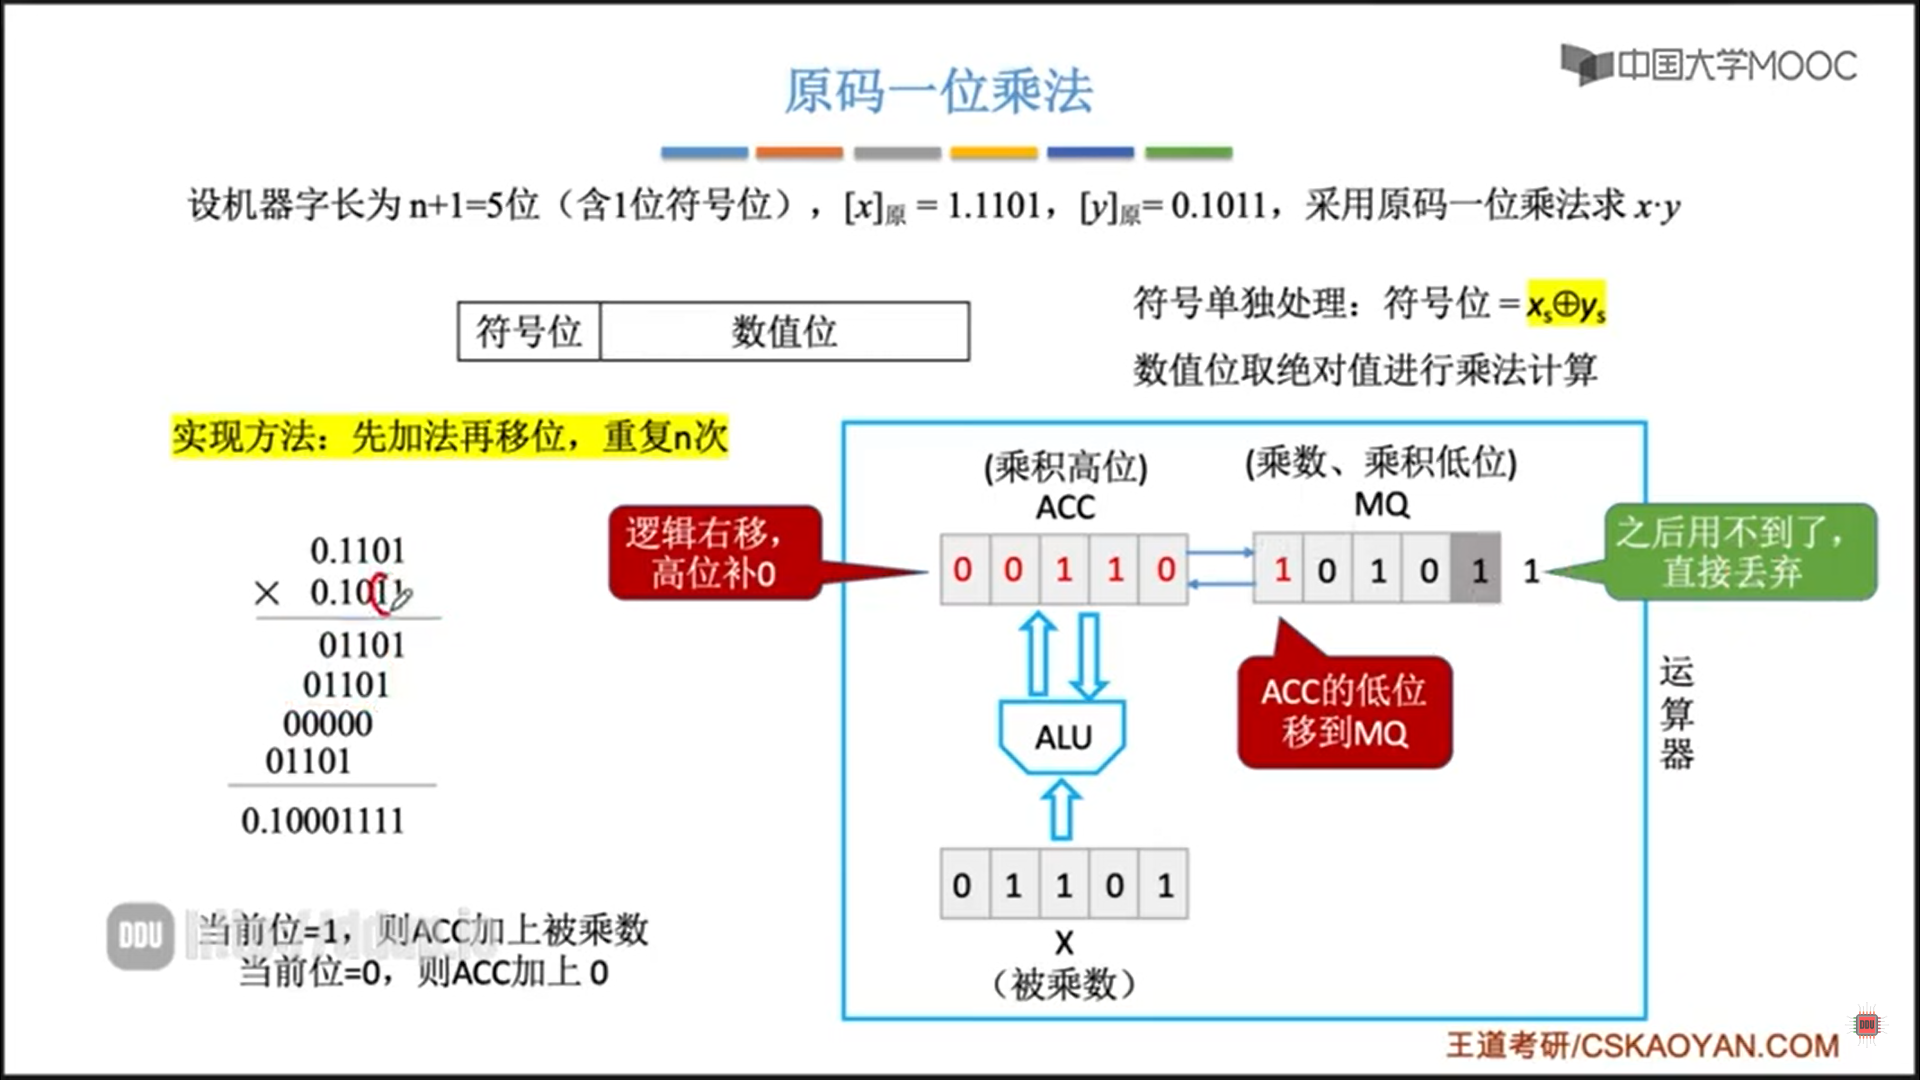 中国大学MOOC
原码一位乘法
设机器字长为 n+1=5位（含1位符号位），[x]原 = 1.1101，[y]原= 0.1011，采用原码一位乘法求 x·y
符号位 数值位
符号单独处理：符号位 = xs⊕ys
数值位取绝对值进行乘法计算
实现方法：先加法再移位，重复n次
0.1101
× 0.1011
01101
01101
00000
01101
0.10001111
当前位=1，则ACC加上被乘数
当前位=0，则ACC加上 0
(乘积高位)
ACC
(乘数、乘积低位)
MQ
逻辑右移，
高位补0
0 0 1 1 0
1 0 1 0 1 1
之后用不到了，
直接丢弃
ACC的低位
移到MQ
ALU
0 1 1 0 1
X
（被乘数）
运算器
DDU
王道考研/CSKAOYAN.COM
DDU